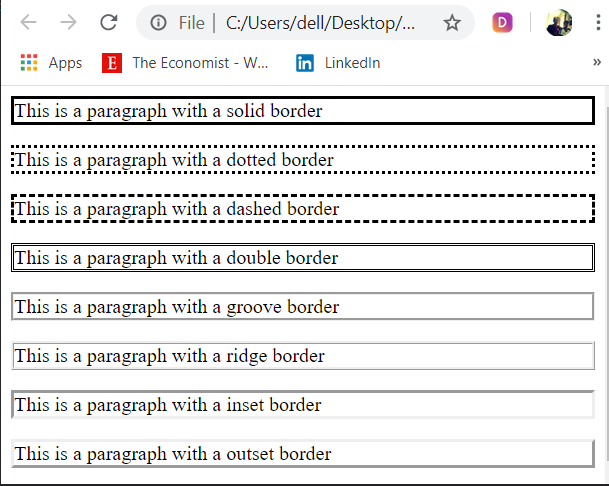 File | C:/Users/dell/Desktop/...
D
Apps E The Economist - W... in LinkedIn »
This is a paragraph with a solid border
This is a paragraph with a dotted border
This is a paragraph with a dashed border
This is a paragraph with a double border
This is a paragraph with a groove border
This is a paragraph with a ridge border
This is a paragraph with a inset border
This is a paragraph with a outset border